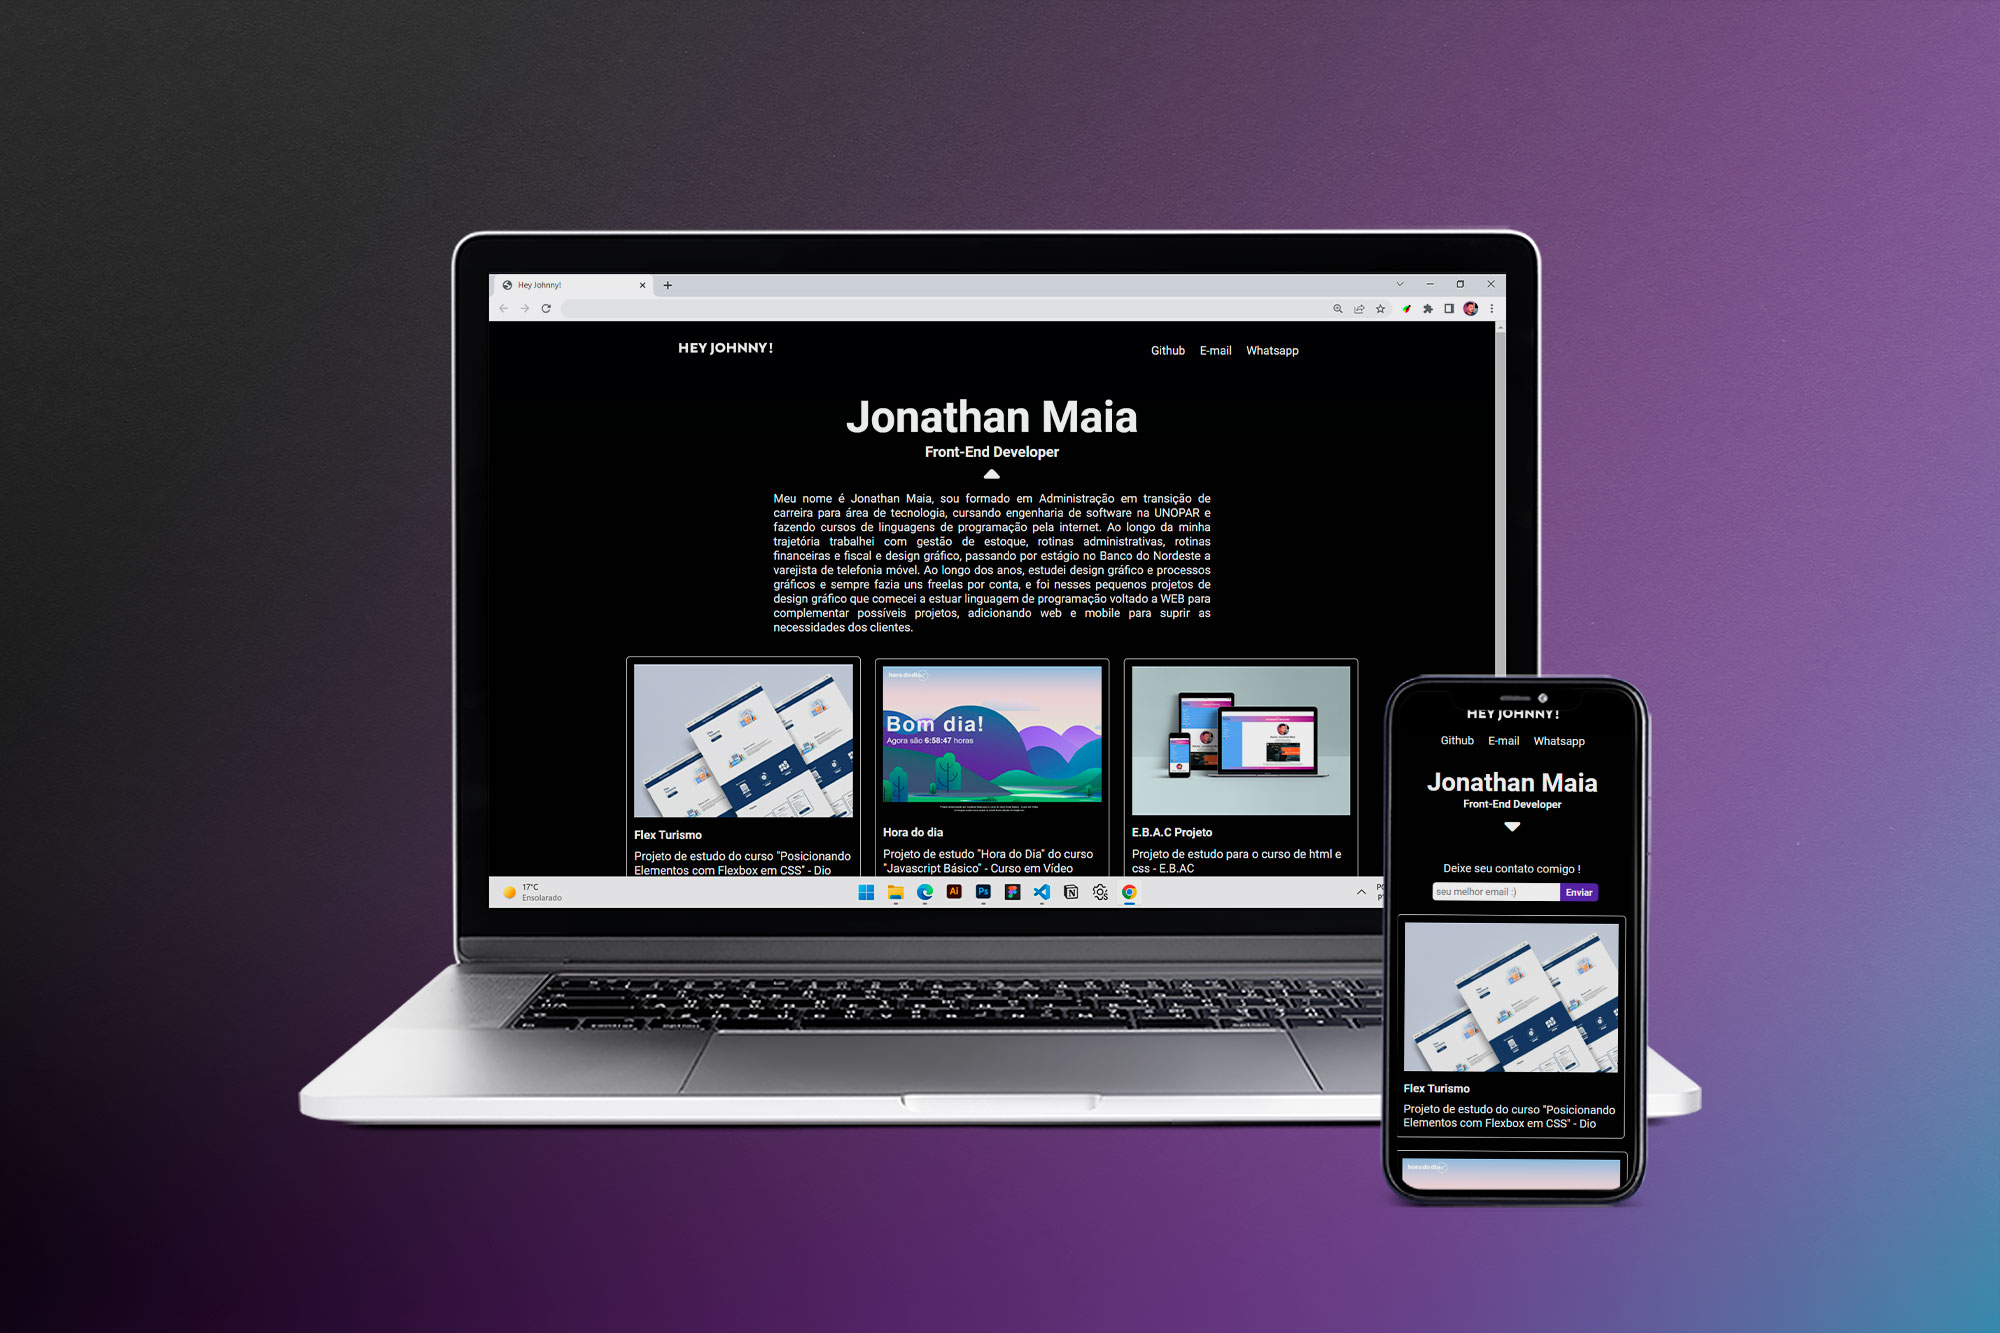 Hey Johnny!
HEY JOHNNY!
Github E-mail Whatsapp
Jonathan Maia
Front-End Developer
Meu nome é Jonathan Maia, sou formado em Administração em transição de
carreira para área de tecnologia, cursando engenharia de software na UNOPAR e
fazendo cursos de linguagens de programação pela internet. Ao longo da minha
trajetória trabalhei com gestão de estoque, rotinas administrativas, rotinas
financeiras e fiscal e design gráfico, passando por estágio no Banco do Nordeste a
varejista de telefonia móvel. Ao longo dos anos, estudei design gráfico e processos
gráficos e sempre fazia uns freelas por conta, e foi nesses pequenos projetos de
design gráfico que comecei a estuar linguagem de programação voltado a WEB para
complementar possíveis projetos, adicionando web e mobile para suprir as
necessidades dos clientes.
Flex Turismo
Projeto de estudo do curso "Posicionando
Elementos com Flexbox em CSS" - Dio
hora do dia
Bom dia!
Agora são 6:58:47 horas
Hora do dia
Projeto de estudo "Hora do Dia" do curso
"Javascript Básico" - Curso em Vídeo
E.B.A.C Projeto
Projeto de estudo para o curso de html e
css - E.B.AC
17°C
Ensolarado
Ai
Ps
N
HEY JOHNNY!
Github E-mail Whatsapp
Jonathan Maia
Front-End Developer
Deixe seu contato comigo !
seu melhor email :)
Enviar
Flex Turismo
Projeto de estudo do curso "Posicionando
Elementos com Flexbox em CSS" - Dio
hora do dia